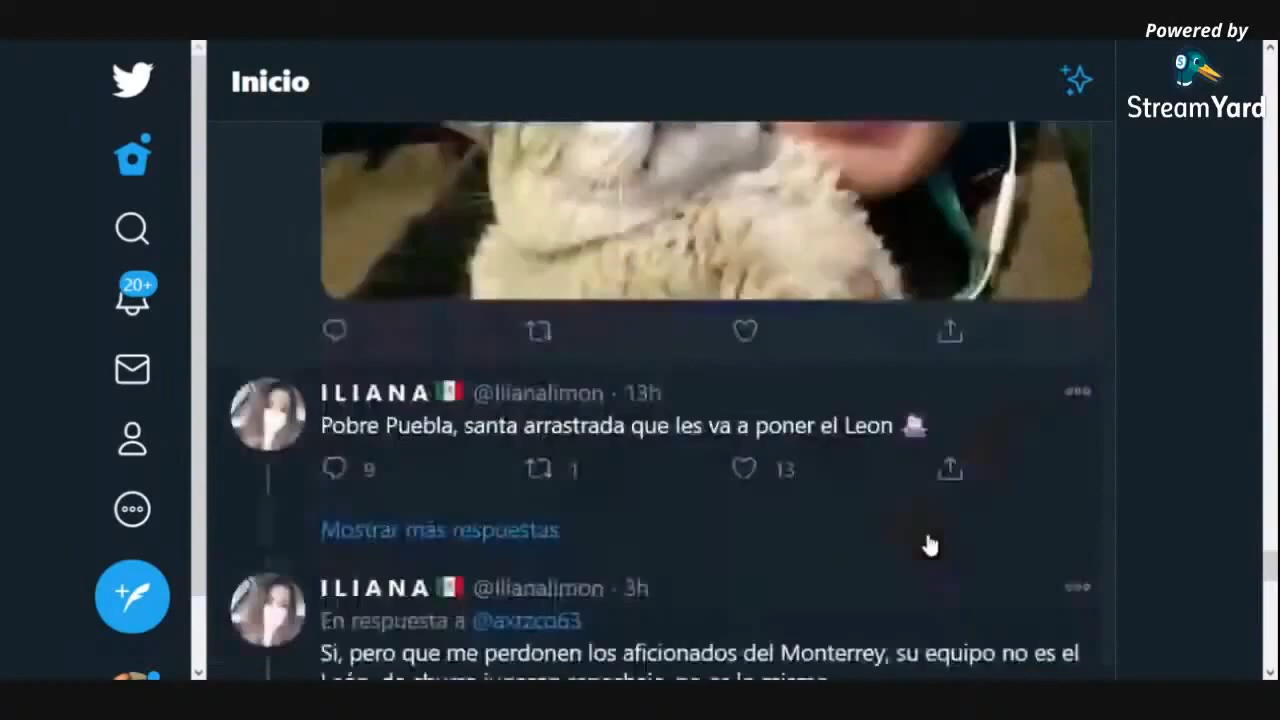 Powered by
StreamYard
Inicio
20+
ILIANA @Ilianalimon · 13h
Pobre Puebla, santa arrastrada que les va a poner el Leon
9 1 13
Mostrar más respuestas
ILIANA @Ilianalimon · 3h
En respuesta a
Si, pero que me perdonen los aficionados del Monterrey, su equipo no es el